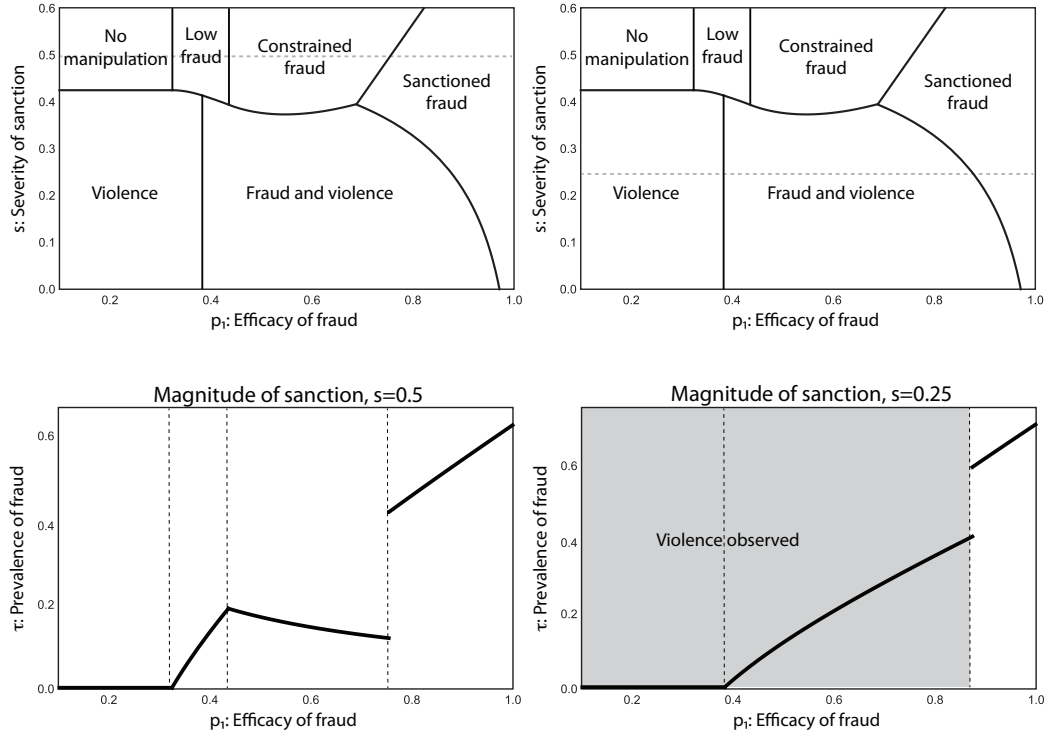 0.6
0.5
0.4
0.3
0.2
0.1
0.0
s: Severity of sanction
No
manipulation
Low
fraud
Constrained
fraud
Sanctioned
fraud
Violence
Fraud and violence
0.2
0.4
0.6
0.8
1.0
p₁: Efficacy of fraud
0.6
0.5
0.4
0.3
0.2
0.1
0.0
s: Severity of sanction
No
manipulation
Low
fraud
Constrained
fraud
Sanctioned
fraud
Violence
Fraud and violence
0.2
0.4
0.6
0.8
1.0
p₁: Efficacy of fraud
Magnitude of sanction, s=0.5
0.6
0.4
0.2
0.0
τ: Prevalence of fraud
0.2
0.4
0.6
0.8
1.0
p₁: Efficacy of fraud
Magnitude of sanction, s=0.25
0.6
0.4
0.2
0.0
τ: Prevalence of fraud
Violence observed
0.2
0.4
0.6
0.8
1.0
p₁: Efficacy of fraud